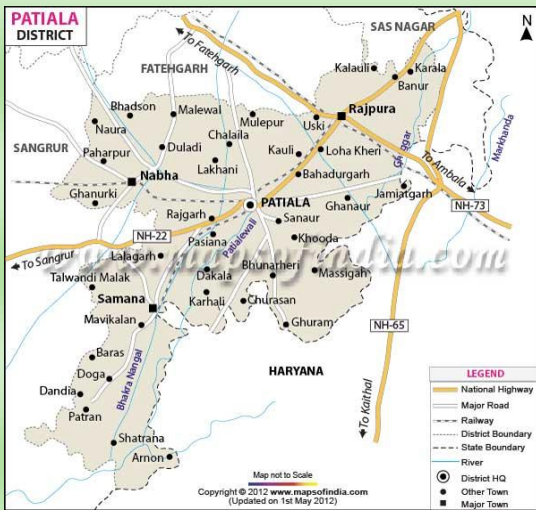 PATIALA
DISTRICT
N
SAS NAGAR
To Fatehgarh
FATEHGARH
Kalauli
Karala
Banur
Bhadson
Malewal
Mulepur
Uski
Rajpura
Naura
Chalaila
Ghaggar
Markhanda
SANGRUR
Duladi
Kauli
Loha Kheri
Paharpur
Lakhani
To Ambala
Nabha
Bahadurgarh
Ghanurki
PATIALA
Ghanaur
Jamiatgarh
NH-73
Rajgarh
Sanaur
NH-22
Pasiana
Patialewali
Khooda
To Sangrur
Lalagarh
www.mapsofindia.com
Talwandi Malak
Dakala
Bhunarheri
Massigah
Samana
Karhali
Churasan
Mavikalan
Ghuram
NH-65
Baras
Bhakra Nangal
Doga
HARYANA
Dandia
To Kaithal
Patran
Shatrana
Arnon
LEGEND
National Highway
Major Road
Railway
District Boundary
State Boundary
River
District HQ
Other Town
Major Town
Map not to Scale
Copyright © 2012 www.mapsofindia.com
(Updated on 1st May 2012)